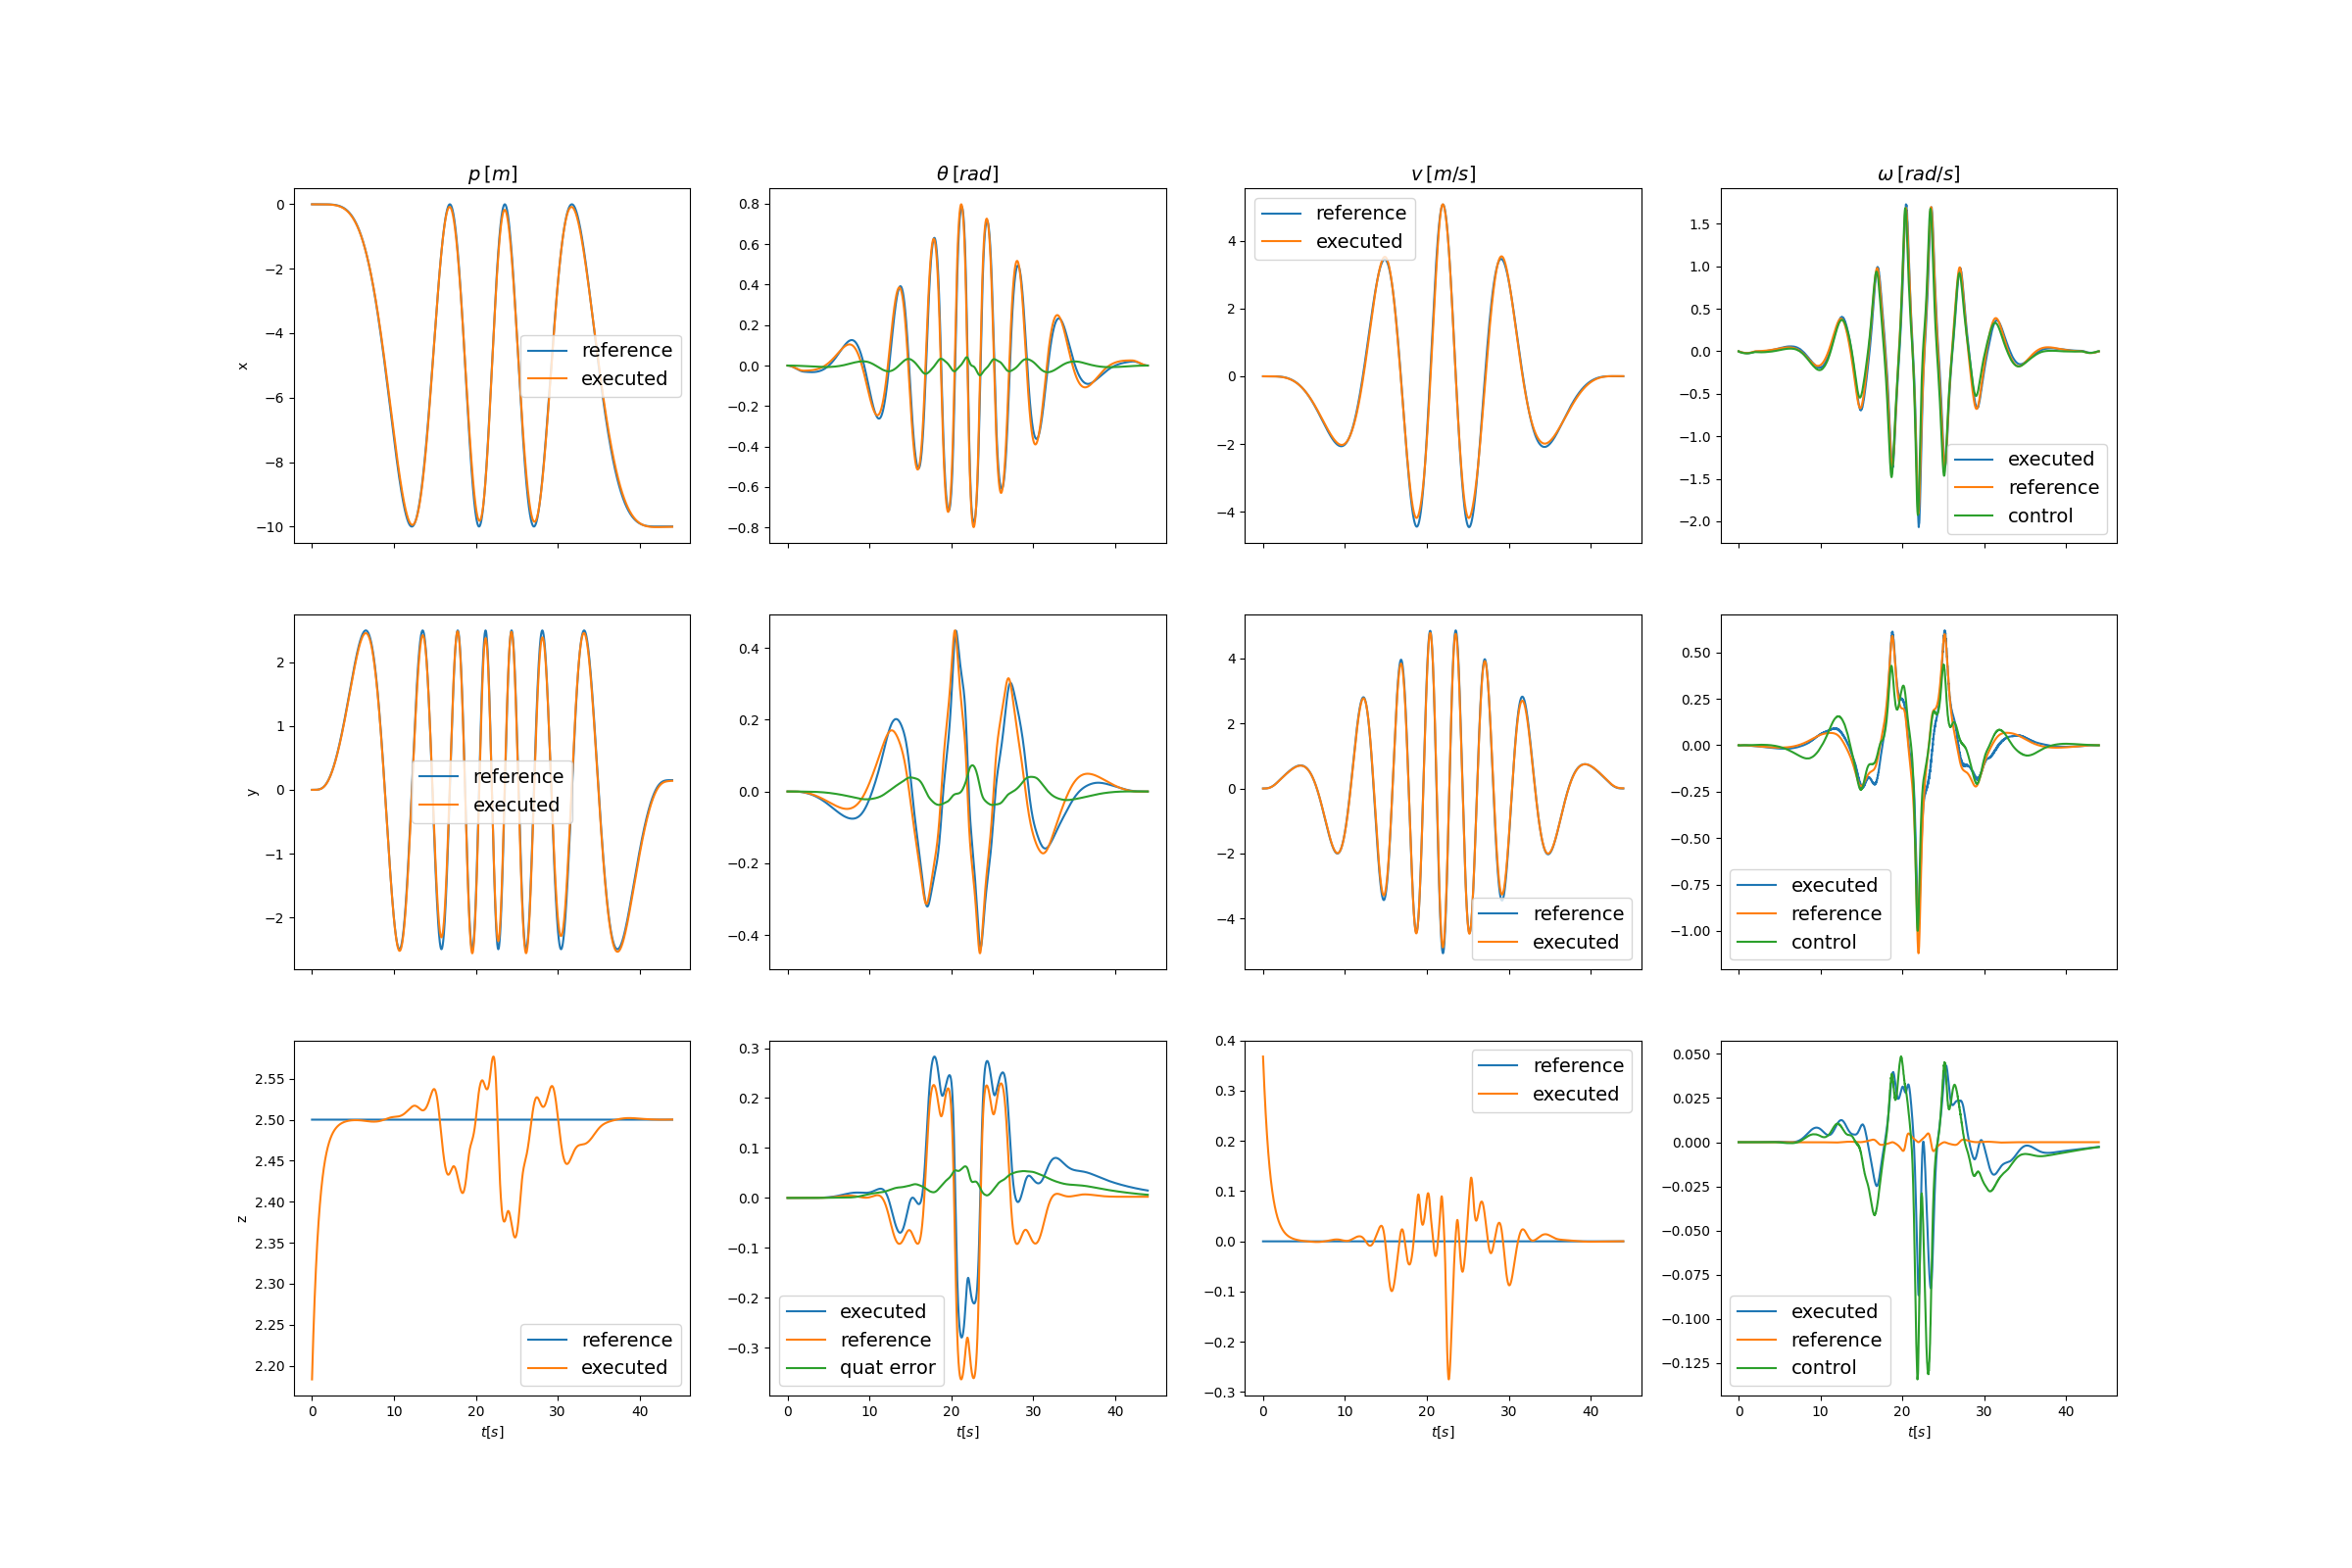 p [m]
θ [rad]
v [m/s]
ω [rad/s]
x
0
−2
−4
−6
−8
−10
reference
executed
0.8
0.6
0.4
0.2
0.0
−0.2
−0.4
−0.6
−0.8
4
2
0
−2
−4
reference
executed
1.5
1.0
0.5
0.0
−0.5
−1.0
−1.5
−2.0
executed
reference
control
y
2
1
0
−1
−2
reference
executed
0.4
0.2
0.0
−0.2
−0.4
4
2
0
−2
−4
reference
executed
0.50
0.25
0.00
−0.25
−0.50
−0.75
−1.00
executed
reference
control
z
2.55
2.50
2.45
2.40
2.35
2.30
2.25
2.20
reference
executed
0 10 20 30 40
t[s]
0.3
0.2
0.1
0.0
−0.1
−0.2
−0.3
executed
reference
quat error
0 10 20 30 40
t[s]
0.4
0.3
0.2
0.1
0.0
−0.1
−0.2
−0.3
reference
executed
0 10 20 30 40
t[s]
0.050
0.025
0.000
−0.025
−0.050
−0.075
−0.100
−0.125
executed
reference
control
0 10 20 30 40
t[s]